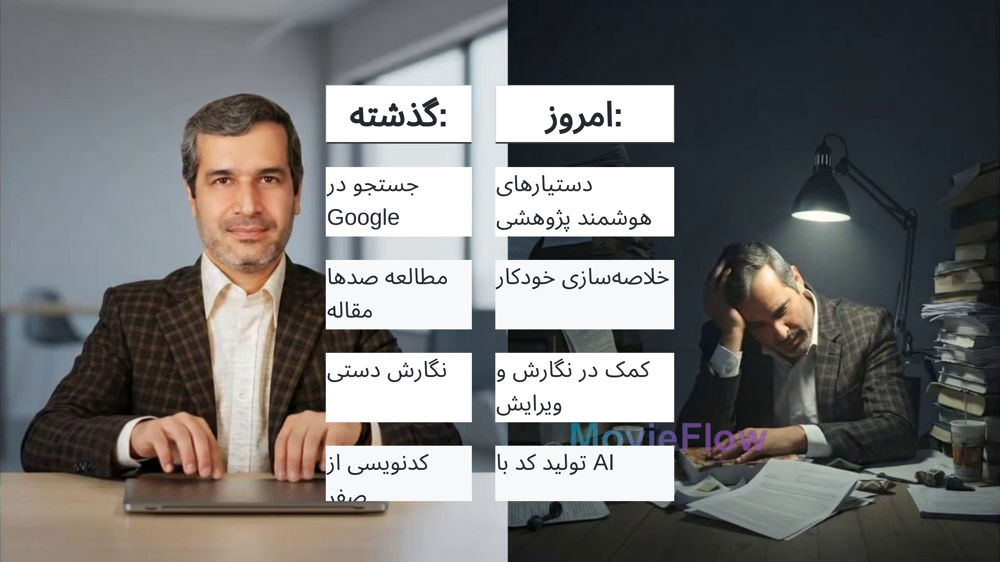 گذشته:
امروز:
جستجو در
Google
دستیارهای
هوشمند پژوهشی
مطالعه صدها
مقاله
خلاصه‌سازی خودکار
نگارش دستی
کمک در نگارش و
ویرایش
MovieFlow
کدنویسی از
صفر
تولید کد با AI